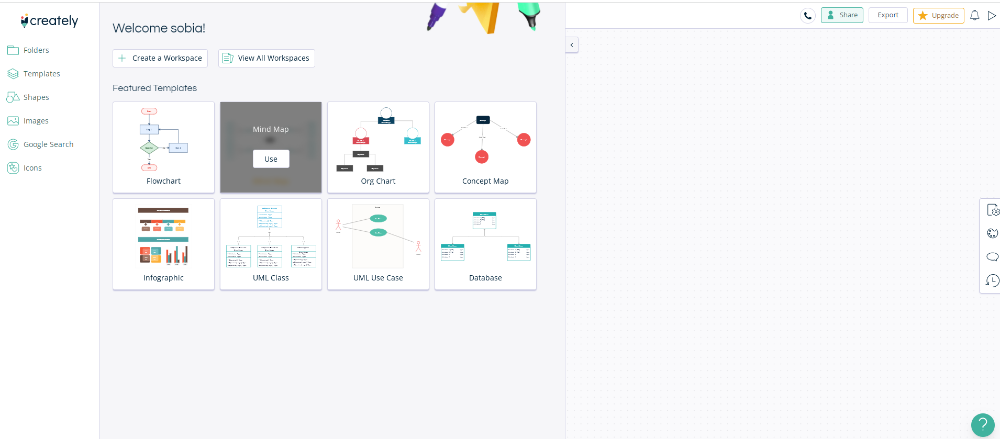 creately
Folders
Templates
Shapes
Images
Google Search
Icons
Welcome sobia!
Create a Workspace
View All Workspaces
Featured Templates
Flowchart
Mind Map
Use
Org Chart
Concept Map
Infographic
UML Class
UML Use Case
Database
Share
Export
Upgrade
?